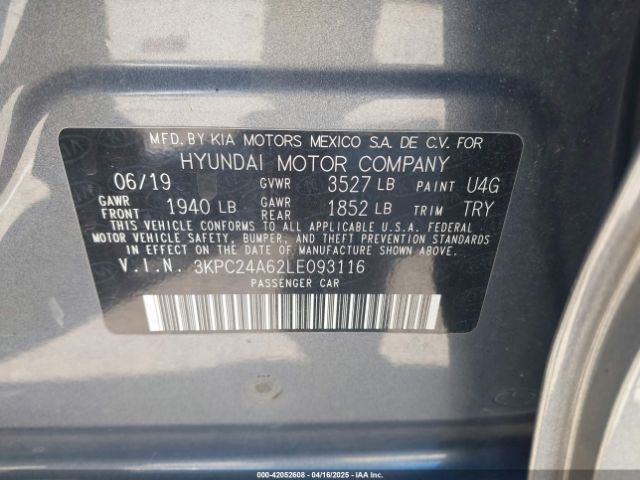 MFD. BY KIA MOTORS MEXICO S.A. DE C.V. FOR
HYUNDAI MOTOR COMPANY
06/19 GVWR 3527 LB PAINT U4G
GAWR FRONT 1940 LB GAWR REAR 1852 LB TRIM TRY
THIS VEHICLE CONFORMS TO ALL APPLICABLE U.S.A. FEDERAL
MOTOR VEHICLE SAFETY, BUMPER, AND THEFT PREVENTION STANDARDS
IN EFFECT ON THE DATE OF MANUFACTURE SHOWN ABOVE.
V.I.N. 3KPC24A62LE093116
PASSENGER CAR
000-42052608 - 04/16/2025 - IAAI Inc.